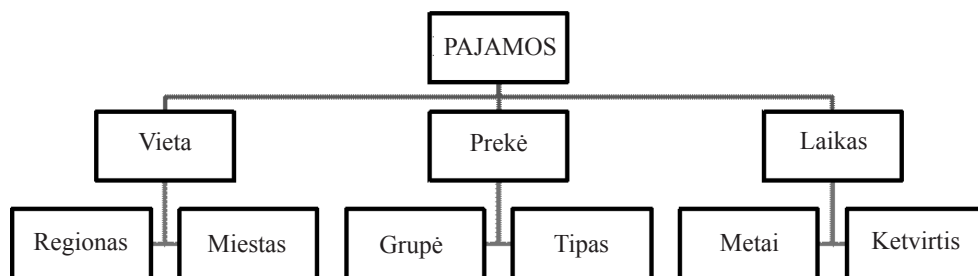 PAJAMOS
Vieta
Prekė
Laikas
Regionas
Miestas
Grupė
Tipas
Metai
Ketvirtis